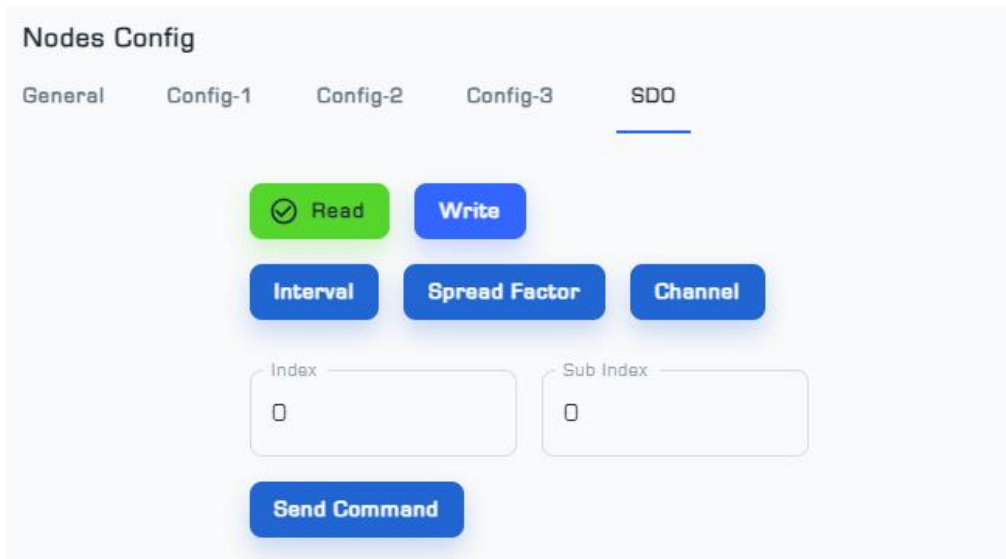 Nodes Config
General Config-1 Config-2 Config-3 SDO
Read Write
Interval Spread Factor Channel
Index Sub Index
0 0
Send Command